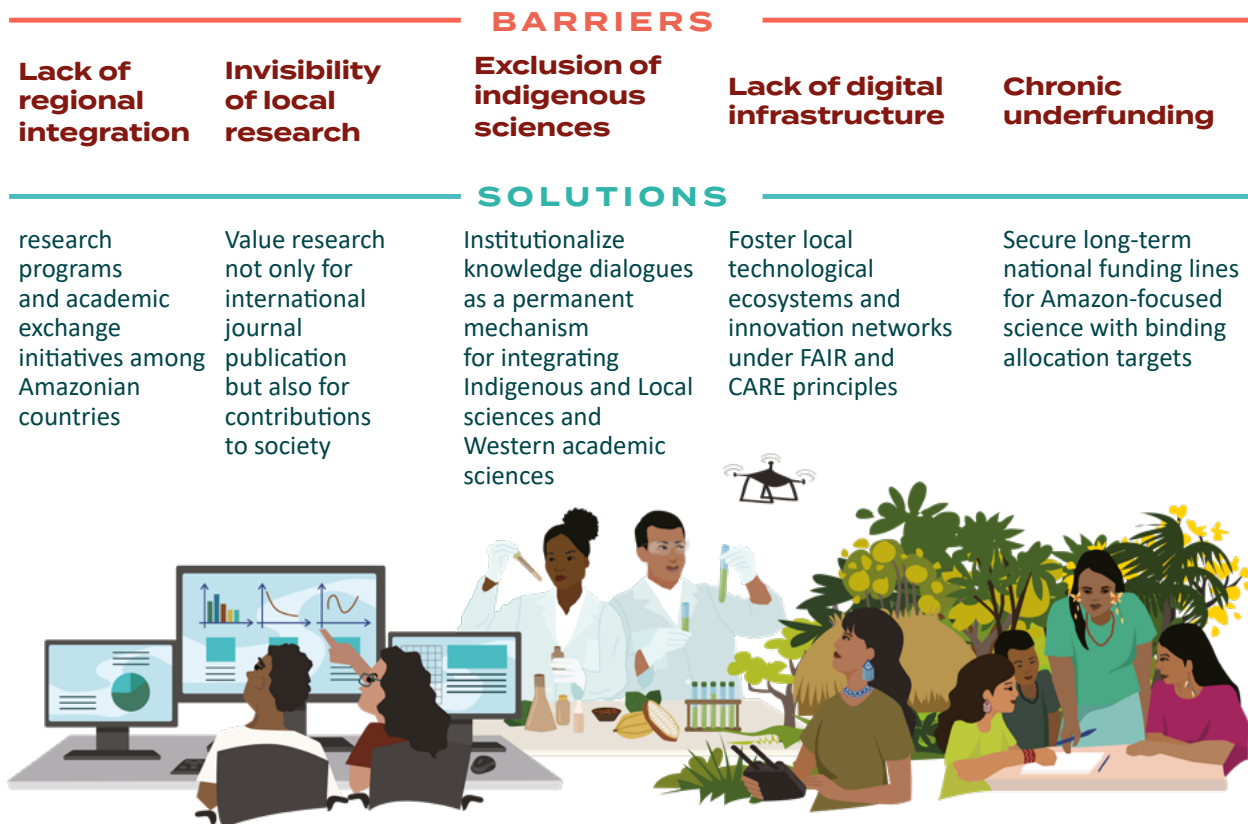 BARRIERS
Lack of
regional
integration
Invisibility
of local
research
Exclusion of
indigenous
sciences
Lack of digital
infrastructure
Chronic
underfunding
SOLUTIONS
research
programs
and academic
exchange
initiatives among
Amazonian
countries
Value research
not only for
international
journal
publication
but also for
contributions
to society
Institutionalize
knowledge dialogues
as a permanent
mechanism
for integrating
Indigenous and Local
sciences and
Western academic
sciences
Foster local
technological
ecosystems and
innovation networks
under FAIR and
CARE principles
Secure long-term
national funding lines
for Amazon-focused
science with binding
allocation targets